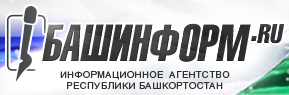 БАШИНФОРМ.RU
ИНФОРМАЦИОННОЕ АГЕНТСТВО
РЕСПУБЛИКИ БАШКОРТОСТАН